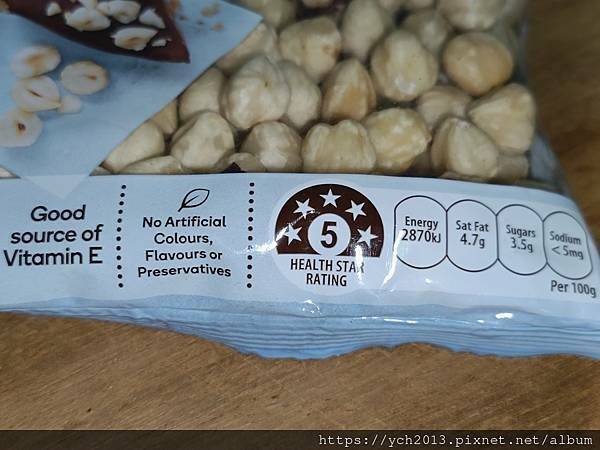 Good
source of
Vitamin E
No Artificial
Colours,
Flavours or
Preservatives
5
HEALTH STAR
RATING
Energy
2870kJ
Sat Fat
4.7g
Sugars
3.5g
Sodium
< 5mg
Per 100g
https://ych2013.pixnet.net/album